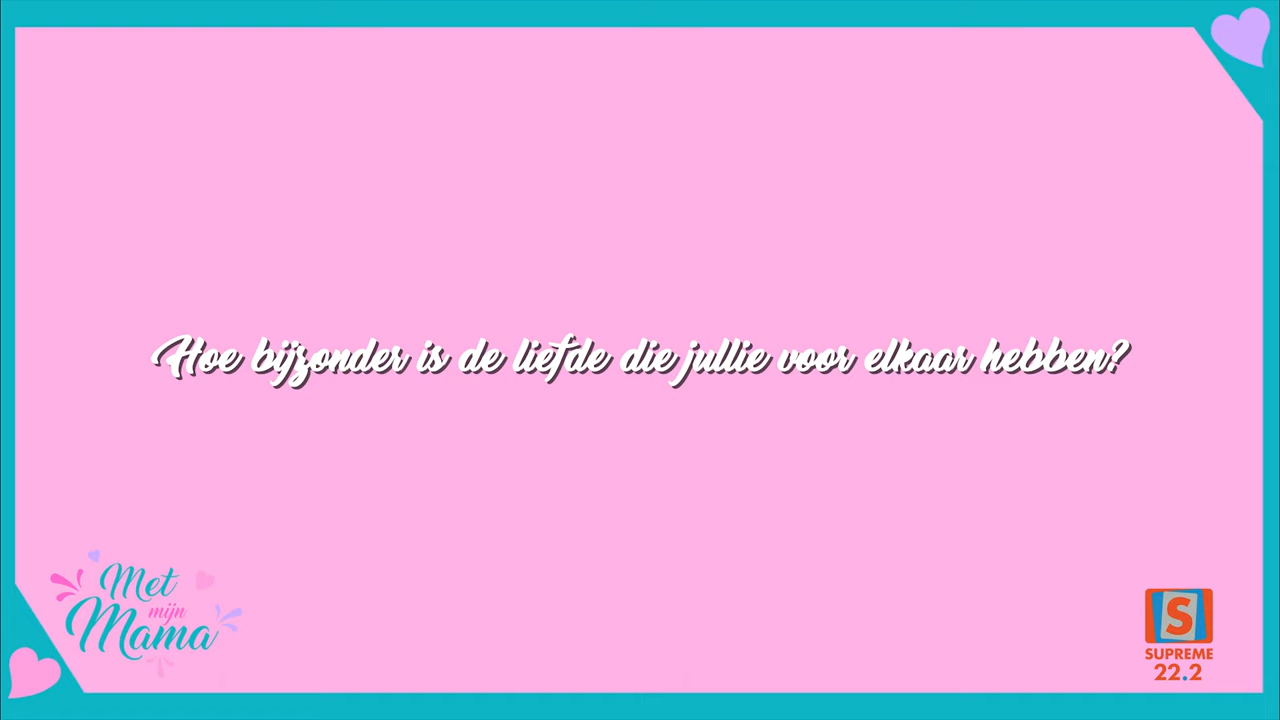 Hoe bijzonder is de liefde die jullie voor elkaar hebben?
Met
mijn
Mama
S
SUPREME
22.2